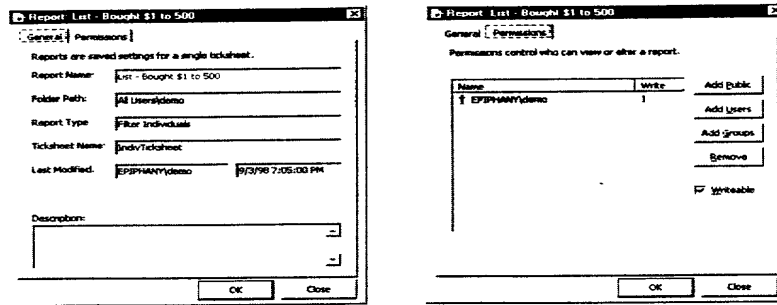 Report: List - Bought $1 to 500
General Permissions
Reports are saved settings for a single ticksheet.
Report Name: List - Bought $1 to 500
Folder Path: All Users\demo
Report Type Filter Individuals
Ticksheet Name: IndivTicksheet
Last Modified. EPIPHANY\demo 9/3/98 7:05:00 PM
Description:
OK Close
Report: List - Bought $1 to 500
General Permissions
Permissions control who can view or alter a report.
Name Write
EPIPHANY\demo 1
Add Public
Add Users
Add Groups
Remove
Writeable
OK Close